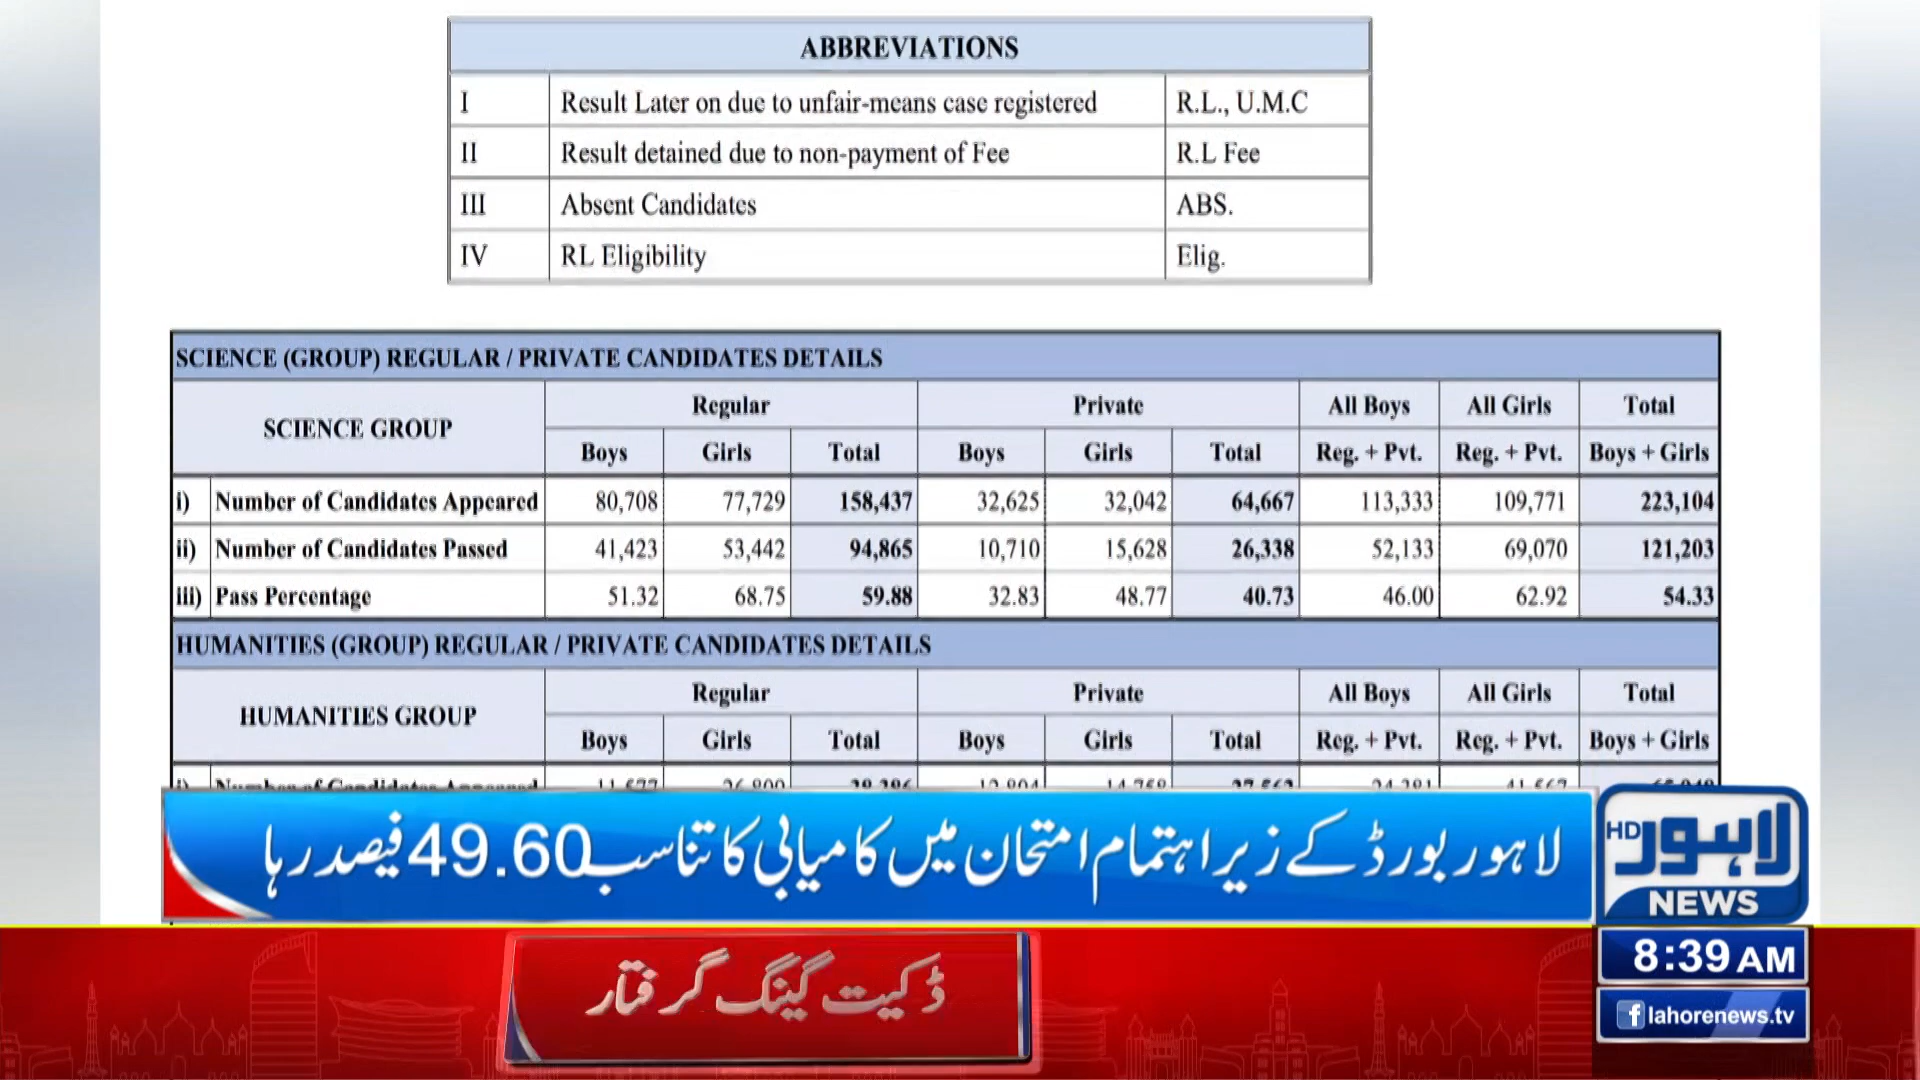 ABBREVIATIONS
I Result Later on due to unfair-means case registered R.L., U.M.C
II Result detained due to non-payment of Fee R.L Fee
III Absent Candidates ABS.
IV RL Eligibility Elig.
SCIENCE (GROUP) REGULAR / PRIVATE CANDIDATES DETAILS
SCIENCE GROUP Regular Private All Boys All Girls Total
Boys Girls Total Boys Girls Total Reg. + Pvt. Reg. + Pvt. Boys + Girls
i) Number of Candidates Appeared 80,708 77,729 158,437 32,625 32,042 64,667 113,333 109,771 223,104
ii) Number of Candidates Passed 41,423 53,442 94,865 10,710 15,628 26,338 52,133 69,070 121,203
iii) Pass Percentage 51.32 68.75 59.88 32.83 48.77 40.73 46.00 62.92 54.33
HUMANITIES (GROUP) REGULAR / PRIVATE CANDIDATES DETAILS
HUMANITIES GROUP Regular Private All Boys All Girls Total
Boys Girls Total Boys Girls Total Reg. + Pvt. Reg. + Pvt. Boys + Girls
i) Number of Candidates Appeared
لاہور بورڈ کے زیر اہتمام امتحان میں کامیابی کا تناسب 49.60 فیصد رہا
لاہور HD
NEWS
ڈکیت گینگ گرفتار
8:39 AM
lahorenews.tv